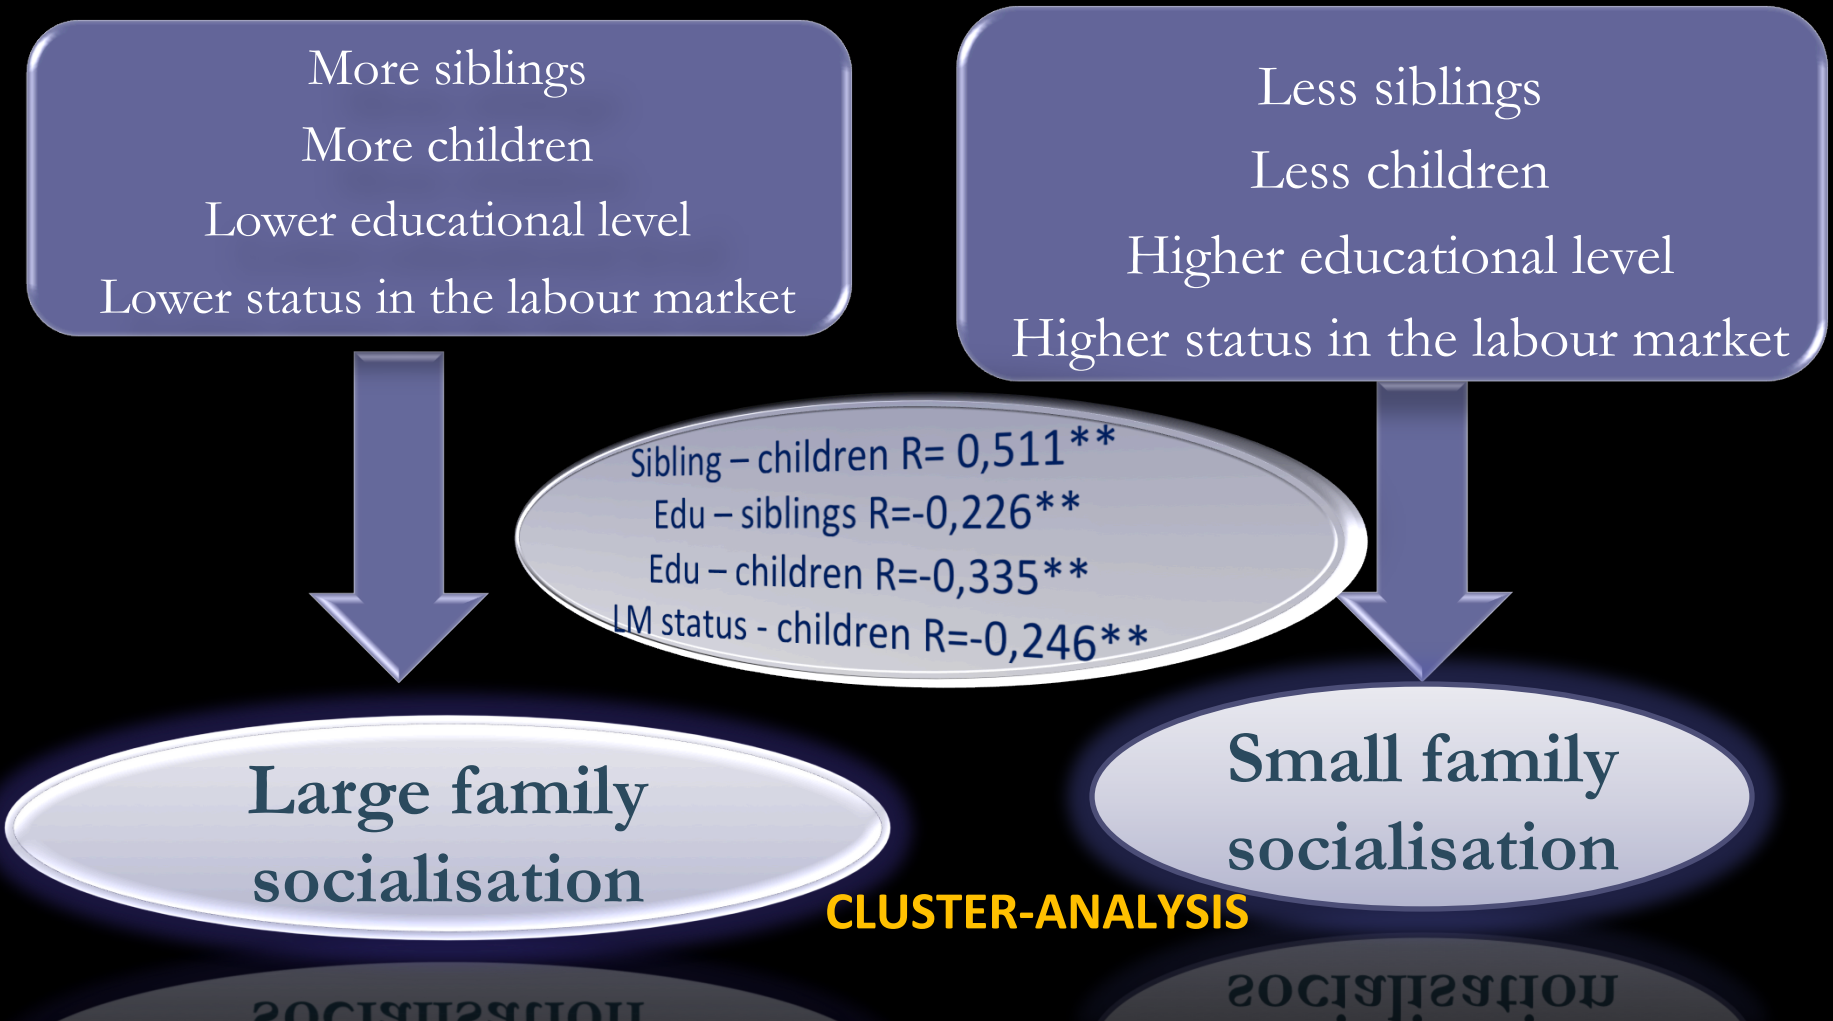 More siblings
More children
Lower educational level
Lower status in the labour market
Less siblings
Less children
Higher educational level
Higher status in the labour market
Sibling – children R= 0,511**
Edu – siblings R=-0,226**
Edu – children R=-0,335**
LM status - children R=-0,246**
Large family
socialisation
Small family
socialisation
CLUSTER-ANALYSIS